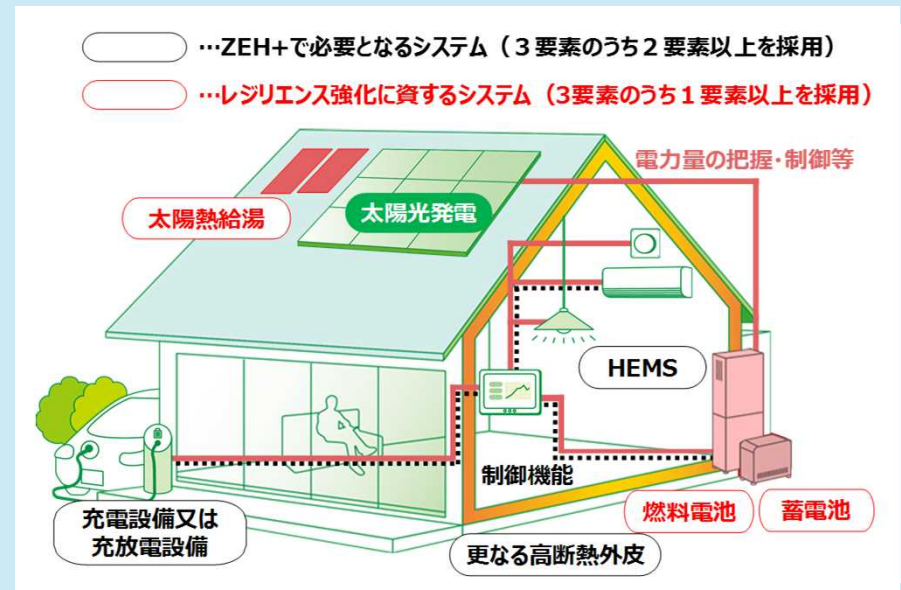 …ZEH+で必要となるシステム（３要素のうち２要素以上を採用）
…レジリエンス強化に資するシステム（3要素のうち１要素以上を採用）
電力量の把握・制御等
太陽熱給湯
太陽光発電
HEMS
制御機能
充電設備又は
充放電設備
燃料電池
蓄電池
更なる高断熱外皮